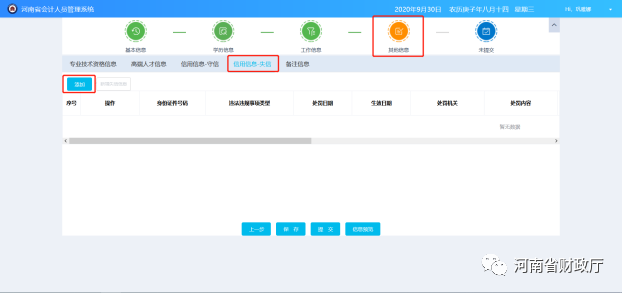 河南省会计人员管理系统 2020年9月30日 农历庚子年八月十四 星期三 Hi,
基本信息 学历信息 工作信息 其他信息 未提交
专业技术资格信息 高端人才信息 信用信息-守信 信用信息-失信 备注信息
添加
序号 操作 身份证件号码 违法违规事项类型 处罚日期 生效日期 处罚机关 处罚内容
暂无数据
上一步 保 存 提 交
河南省财政厅